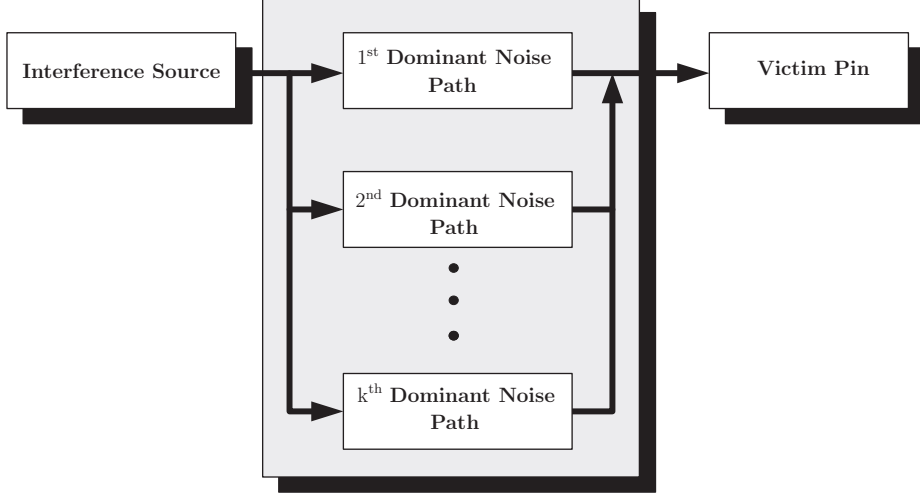 Interference Source
1st Dominant Noise
Path
Victim Pin
2nd Dominant Noise
Path
kth Dominant Noise
Path